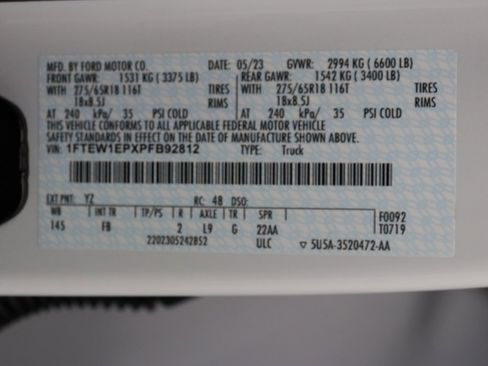 MFD. BY FORD MOTOR CO. DATE: 05/23 GVWR: 2994 KG ( 6600 LB)
FRONT GAWR: 1531 KG ( 3375 LB) REAR GAWR: 1542 KG ( 3400 LB)
WITH 275/65R18 116T TIRES WITH 275/65R18 116T TIRES
18x8.5J RIMS 18x8.5J RIMS
AT 240 kPa/ 35 PSI COLD AT 240 kPa/ 35 PSI COLD
THIS VEHICLE CONFORMS TO ALL APPLICABLE FEDERAL MOTOR VEHICLE
SAFETY STANDARDS IN EFFECT ON THE DATE OF MANUFACTURE SHOWN ABOVE.
VIN: 1FTEW1EPXPFB92812 TYPE: Truck
EXT PNT: YZ RC: 48 DSO:
WB INT TR TP/PS R AXLE TR SPR F0092
145 FB 2 L9 G 22AA T0719
2202305242852 ULC ▽ 5U5A-3520472-AA